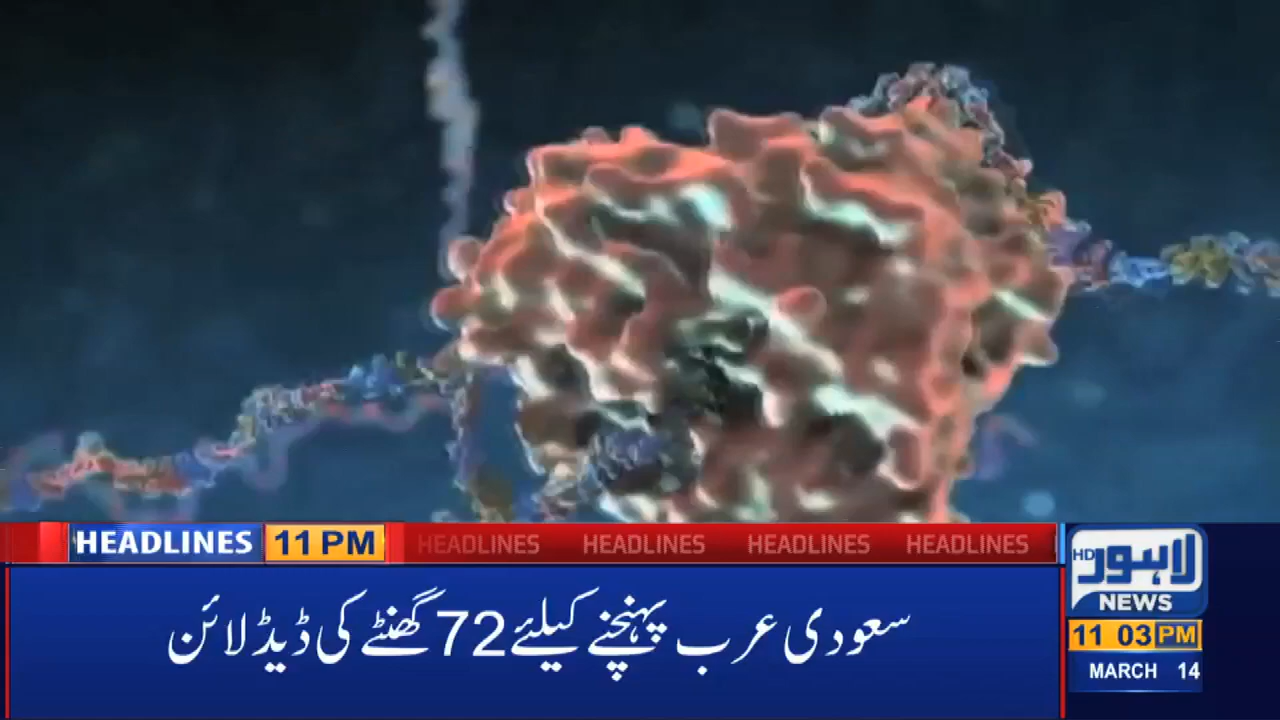 HEADLINES 11 PM HEADLINES HEADLINES HEADLINES HEADLINES
سعودی عرب پہنچنے کیلئے 72 گھنٹے کی ڈیڈ لائن
HD لاہور
NEWS
11 03 PM
MARCH 14